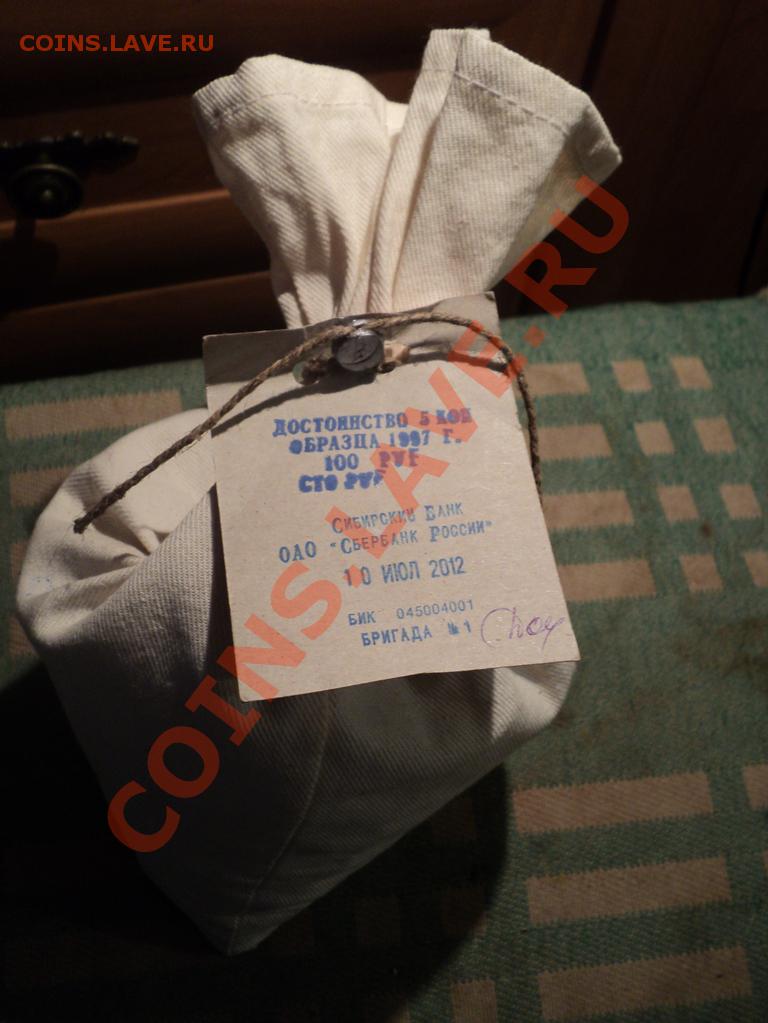 COINS.LAVE.RU
ДОСТОИНСТВО 5 КОП
ОБРАЗЦА 1997 Г.
100 РУБ
СТО РУБ
СИБИРСКИЙ БАНК
ОАО "СБЕРБАНК РОССИИ"
10 ИЮЛ 2012
БИК 045004001
БРИГАДА №1
COINS.LAVE.RU